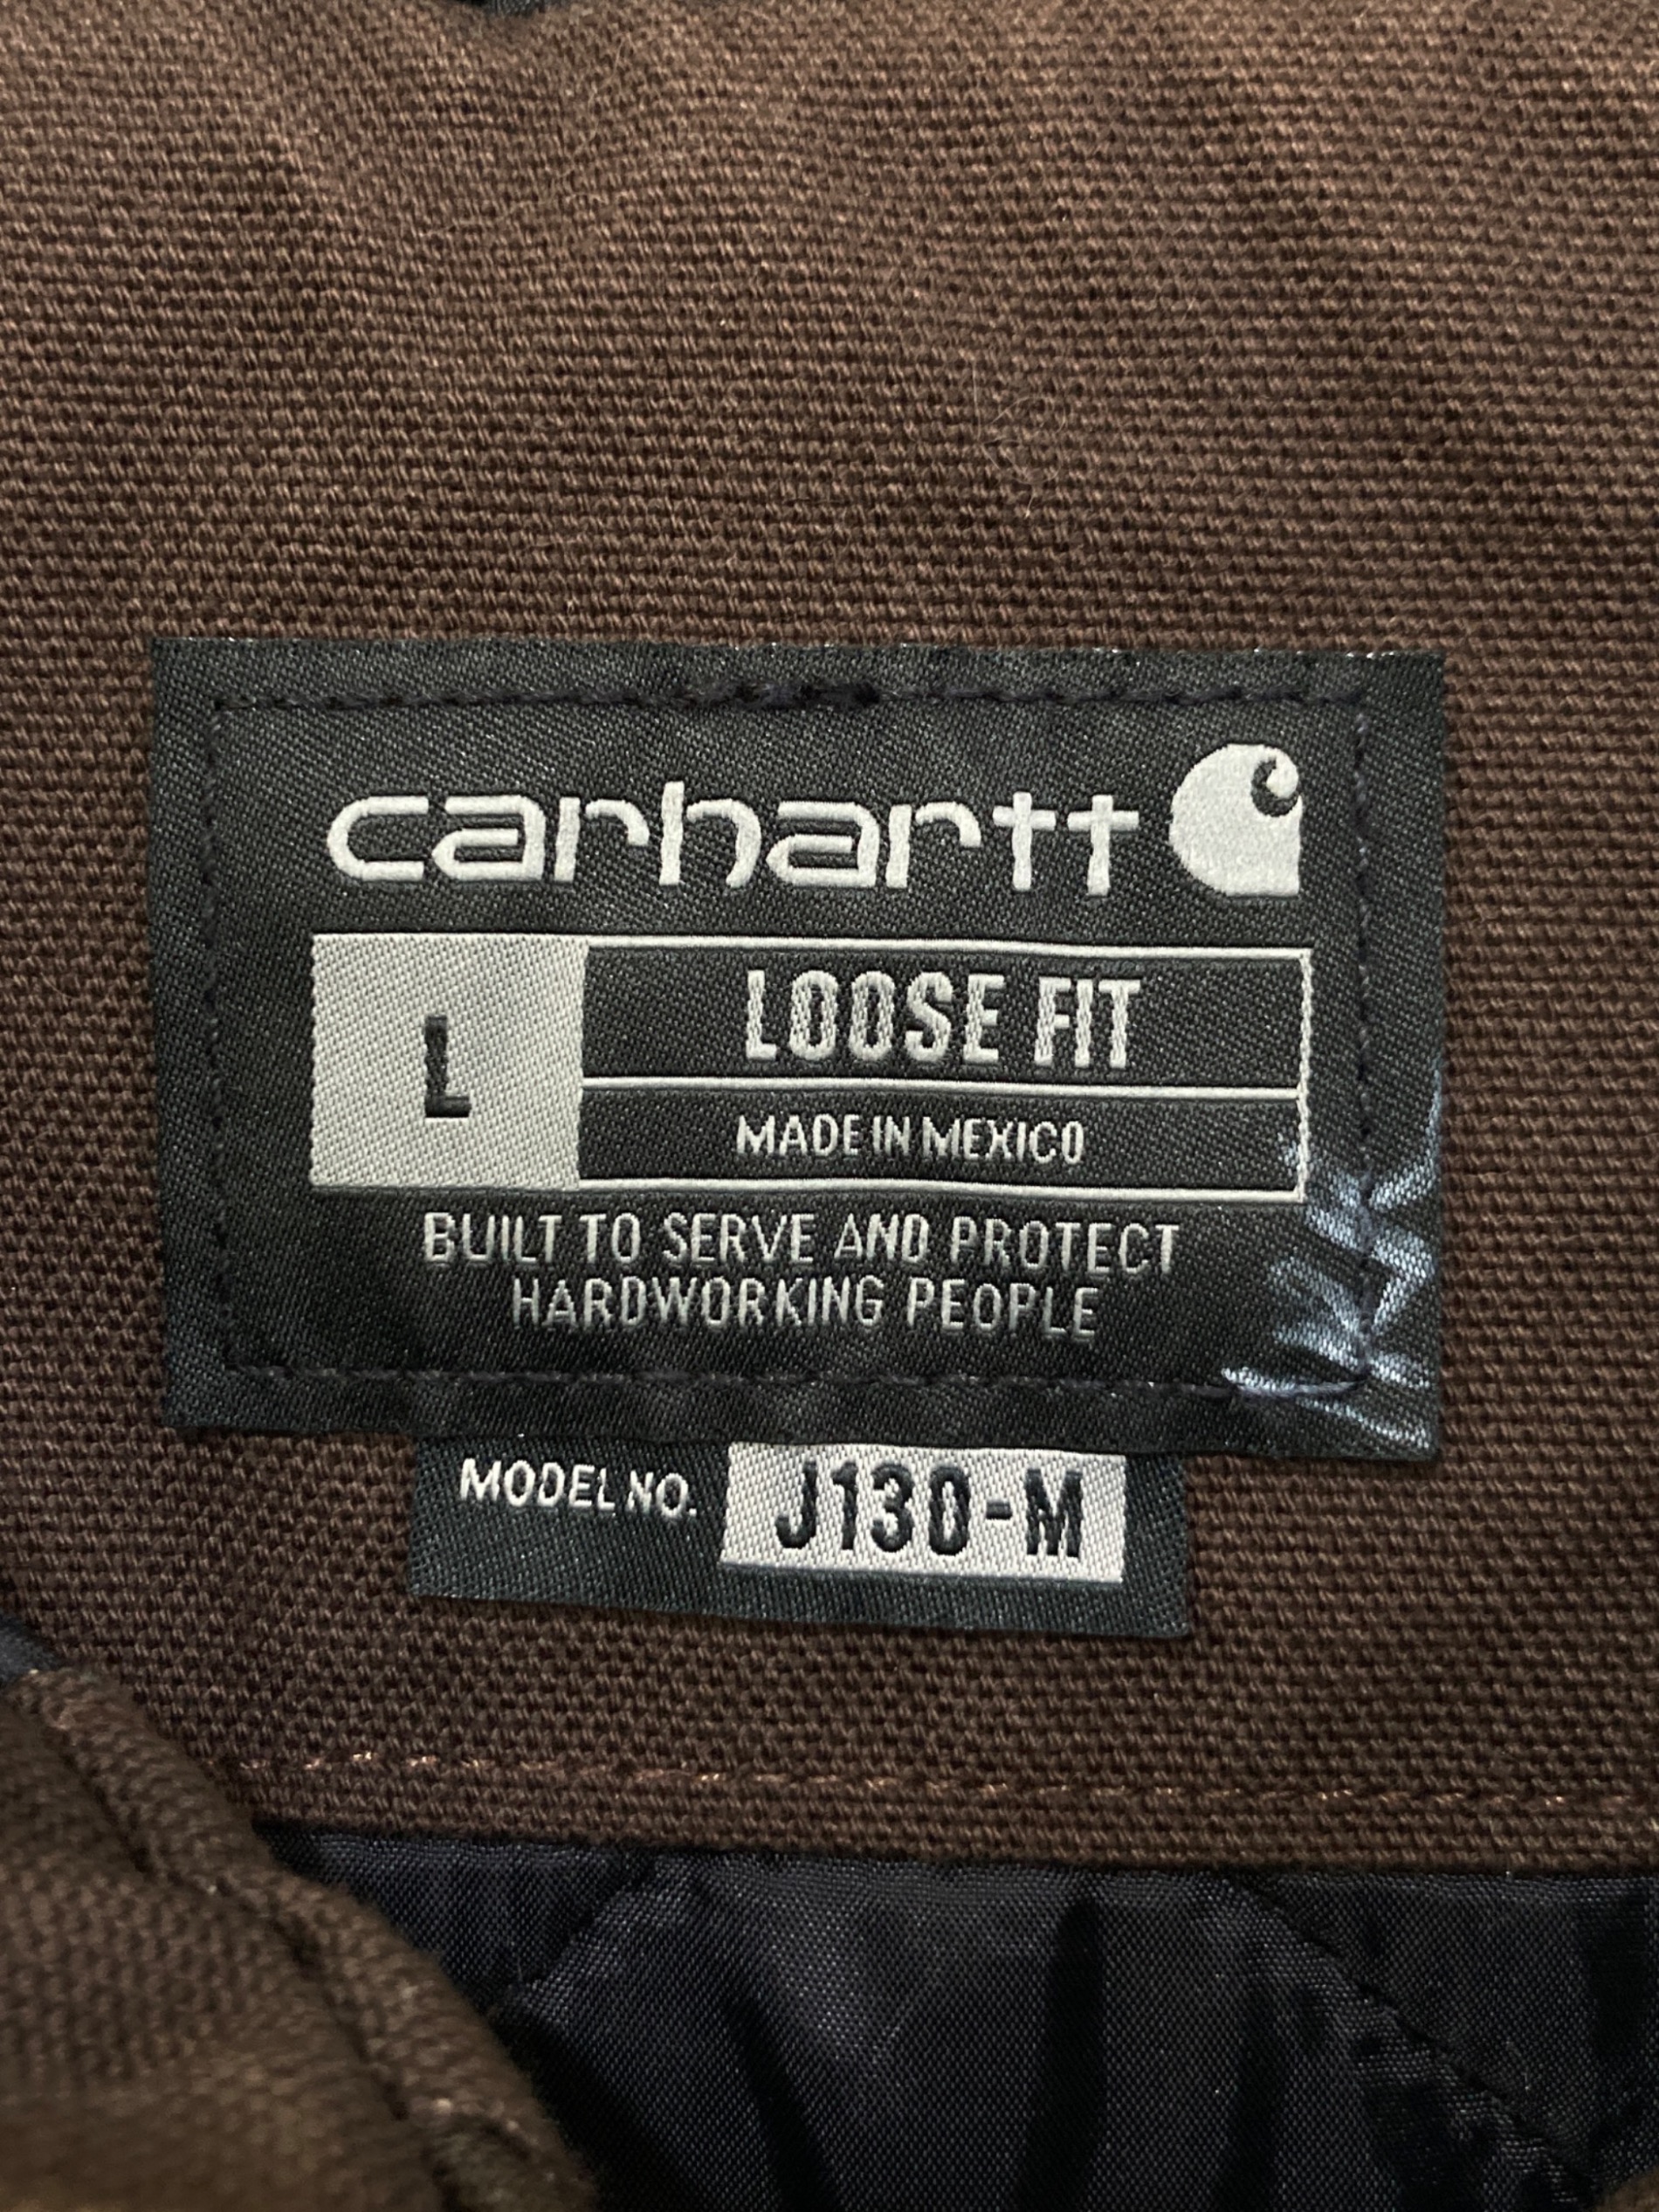 carhartt
L
LOOSE FIT
MADE IN MEXICO
BUILT TO SERVE AND PROTECT
HARDWORKING PEOPLE
MODEL NO. J130-M